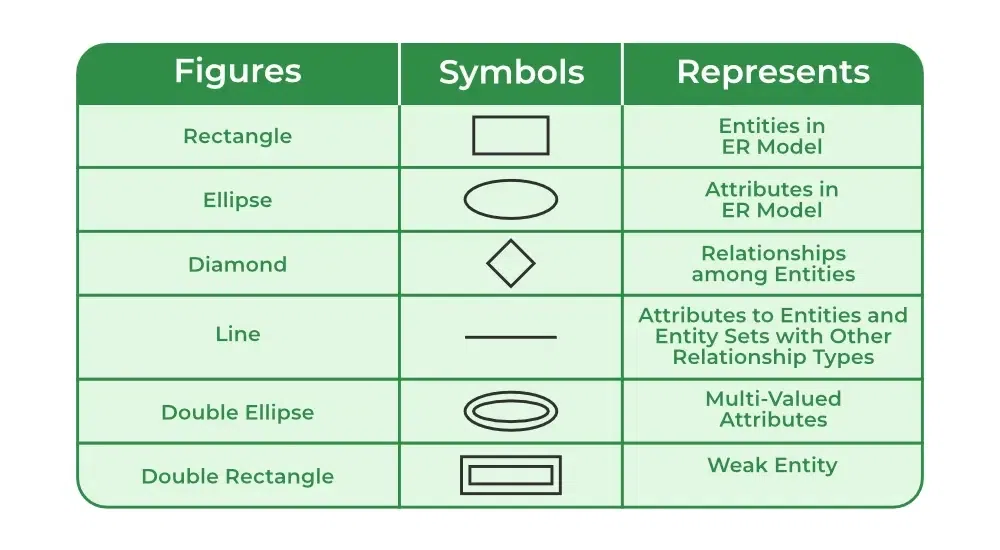 Figures
Symbols
Represents
Rectangle
Entities in
ER Model
Ellipse
Attributes in
ER Model
Diamond
Relationships
among Entities
Line
Attributes to Entities and
Entity Sets with Other
Relationship Types
Double Ellipse
Multi-Valued
Attributes
Double Rectangle
Weak Entity